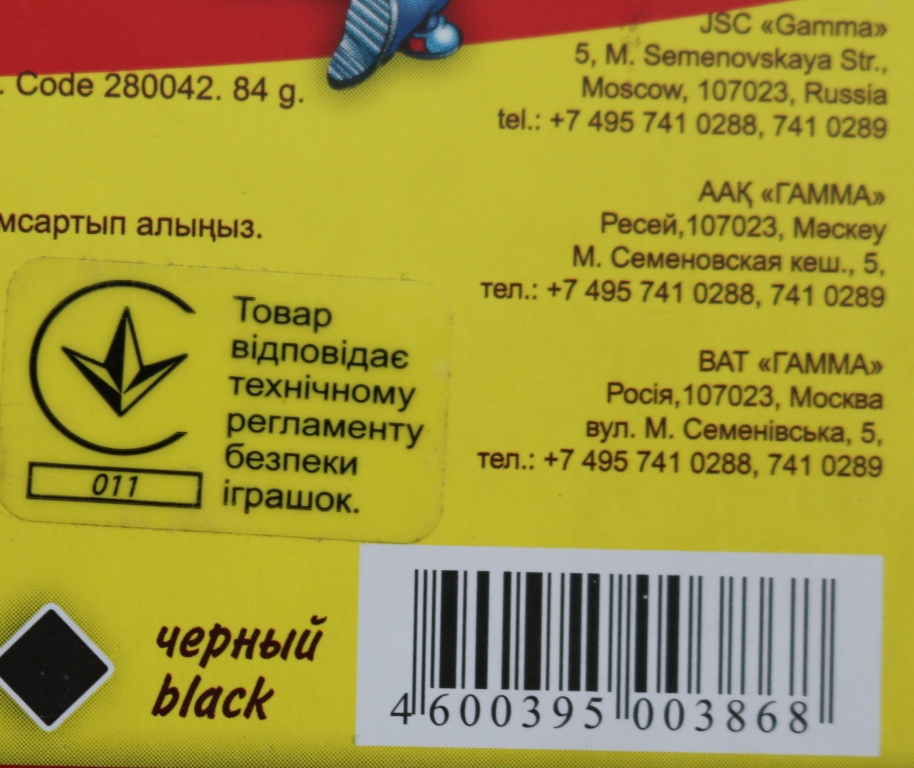 . Code 280042. 84 g.
мсартып алыңыз.
JSC «Gamma»
5, M. Semenovskaya Str.,
Moscow, 107023, Russia
tel.: +7 495 741 0288, 741 0289
ААҚ «ГАММА»
Ресей,107023, Мәскеу
М. Семеновская кеш., 5,
тел.: +7 495 741 0288, 741 0289
ВАТ «ГАММА»
Росія,107023, Москва
вул. М. Семенівська, 5,
тел.: +7 495 741 0288, 741 0289
Товар
відповідає
технічному
регламенту
безпеки
іграшок.
011
черный
black
4 600395 003868